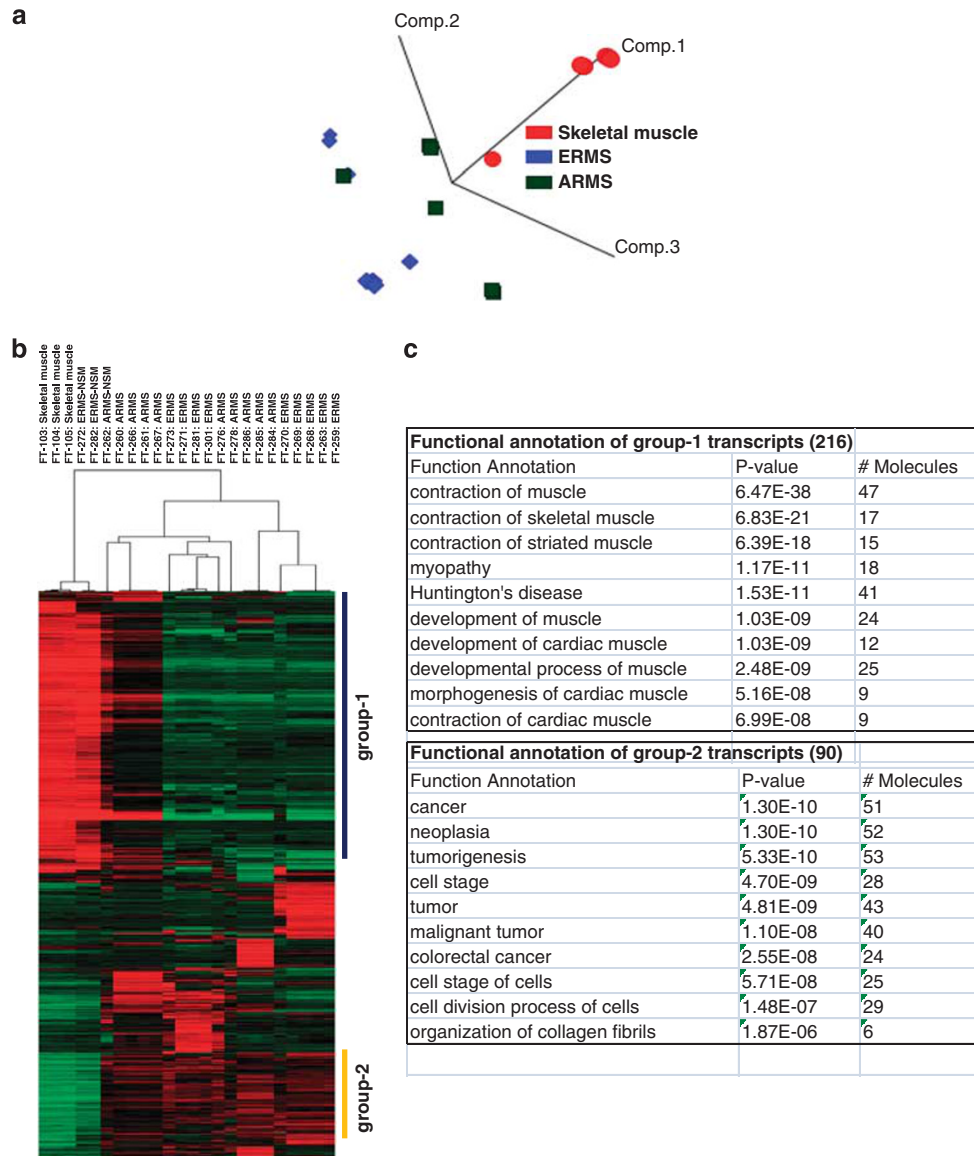 a
Comp.2
Comp.1
Skeletal muscle
ERMS
ARMS
Comp.3
b
FT-103: Skeletal muscle
FT-104: Skeletal muscle
FT-105: Skeletal muscle
FT-272: ERMS-NSM
FT-282: ERMS-NSM
FT-262: ARMS-NSM
FT-260: ARMS
FT-266: ARMS
FT-261: ARMS
FT-267: ARMS
FT-273: ERMS
FT-271: ERMS
FT-281: ERMS
FT-301: ERMS
FT-276: ARMS
FT-278: ARMS
FT-286: ARMS
FT-285: ARMS
FT-284: ARMS
FT-270: ERMS
FT-269: ERMS
FT-268: ERMS
FT-263: ERMS
FT-259: ERMS
group-1
group-2
c
Functional annotation of group-1 transcripts (216)
Function Annotation P-value # Molecules
contraction of muscle 6.47E-38 47
contraction of skeletal muscle 6.83E-21 17
contraction of striated muscle 6.39E-18 15
myopathy 1.17E-11 18
Huntington's disease 1.53E-11 41
development of muscle 1.03E-09 24
development of cardiac muscle 1.03E-09 12
developmental process of muscle 2.48E-09 25
morphogenesis of cardiac muscle 5.16E-08 9
contraction of cardiac muscle 6.99E-08 9
Functional annotation of group-2 transcripts (90)
Function Annotation P-value # Molecules
cancer 1.30E-10 51
neoplasia 1.30E-10 52
tumorigenesis 5.33E-10 53
cell stage 4.70E-09 28
tumor 4.81E-09 43
malignant tumor 1.10E-08 40
colorectal cancer 2.55E-08 24
cell stage of cells 5.71E-08 25
cell division process of cells 1.48E-07 29
organization of collagen fibrils 1.87E-06 6